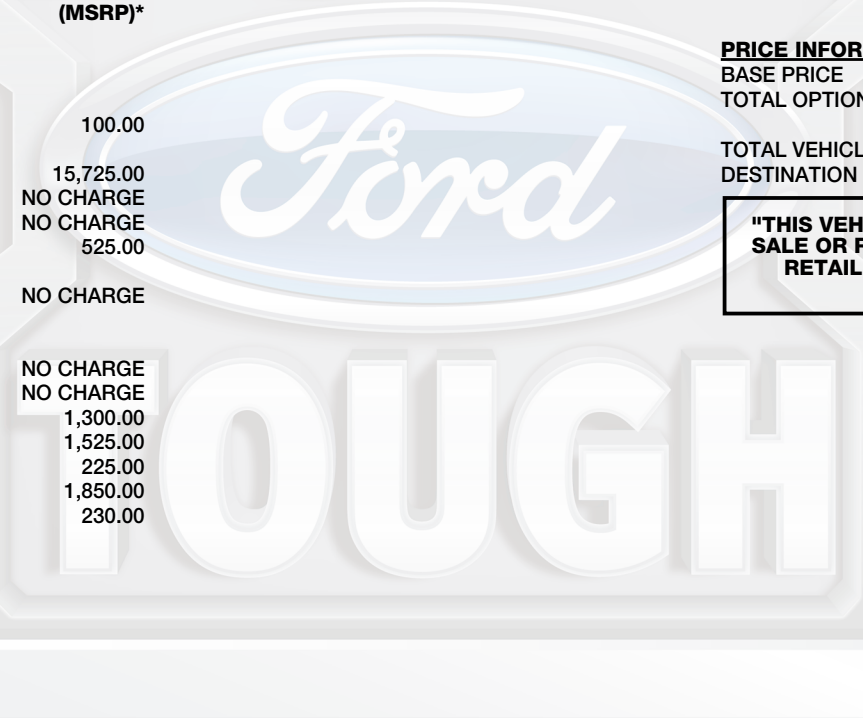 (MSRP)*
100.00
15,725.00
NO CHARGE
NO CHARGE
525.00
NO CHARGE
NO CHARGE
NO CHARGE
1,300.00
1,525.00
225.00
1,850.00
230.00
PRICE INFOR
BASE PRICE
TOTAL OPTION
TOTAL VEHICL
DESTINATION
"THIS VEH
SALE OR F
RETAIL
Ford
TOUGH